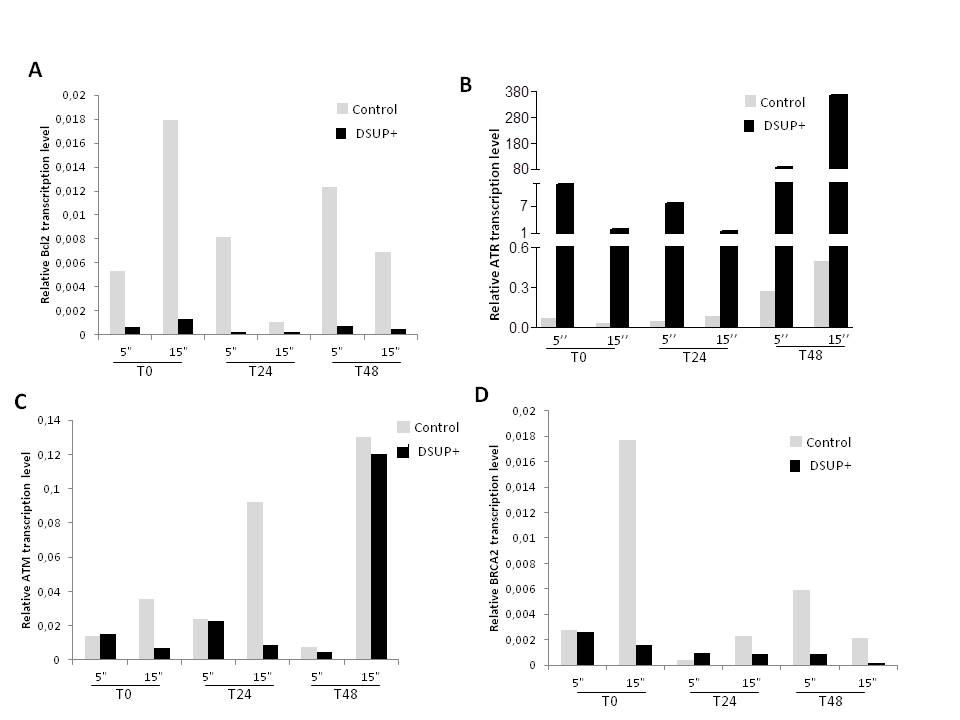 A
Relative Bcl2 transcritption level
0,02
0,018
0,016
0,014
0,012
0,01
0,008
0,006
0,004
0,002
0
Control
DSUP+
5" 15" 5" 15" 5" 15"
T0 T24 T48
B
Relative ATR transcription level
380
280
180
80
7
1
0.6
0.3
0.0
Control
DSUP+
5’’ 15’’ 5’’ 15’’ 5’’ 15’’
T0 T24 T48
C
Relative ATM transcription level
0,14
0,12
0,1
0,08
0,06
0,04
0,02
0
Control
DSUP+
5" 15" 5" 15" 5" 15"
T0 T24 T48
D
Relative BRCA2 transcription level
0,02
0,018
0,016
0,014
0,012
0,01
0,008
0,006
0,004
0,002
0
Control
DSUP+
5" 15" 5" 15" 5" 15"
T0 T24 T48